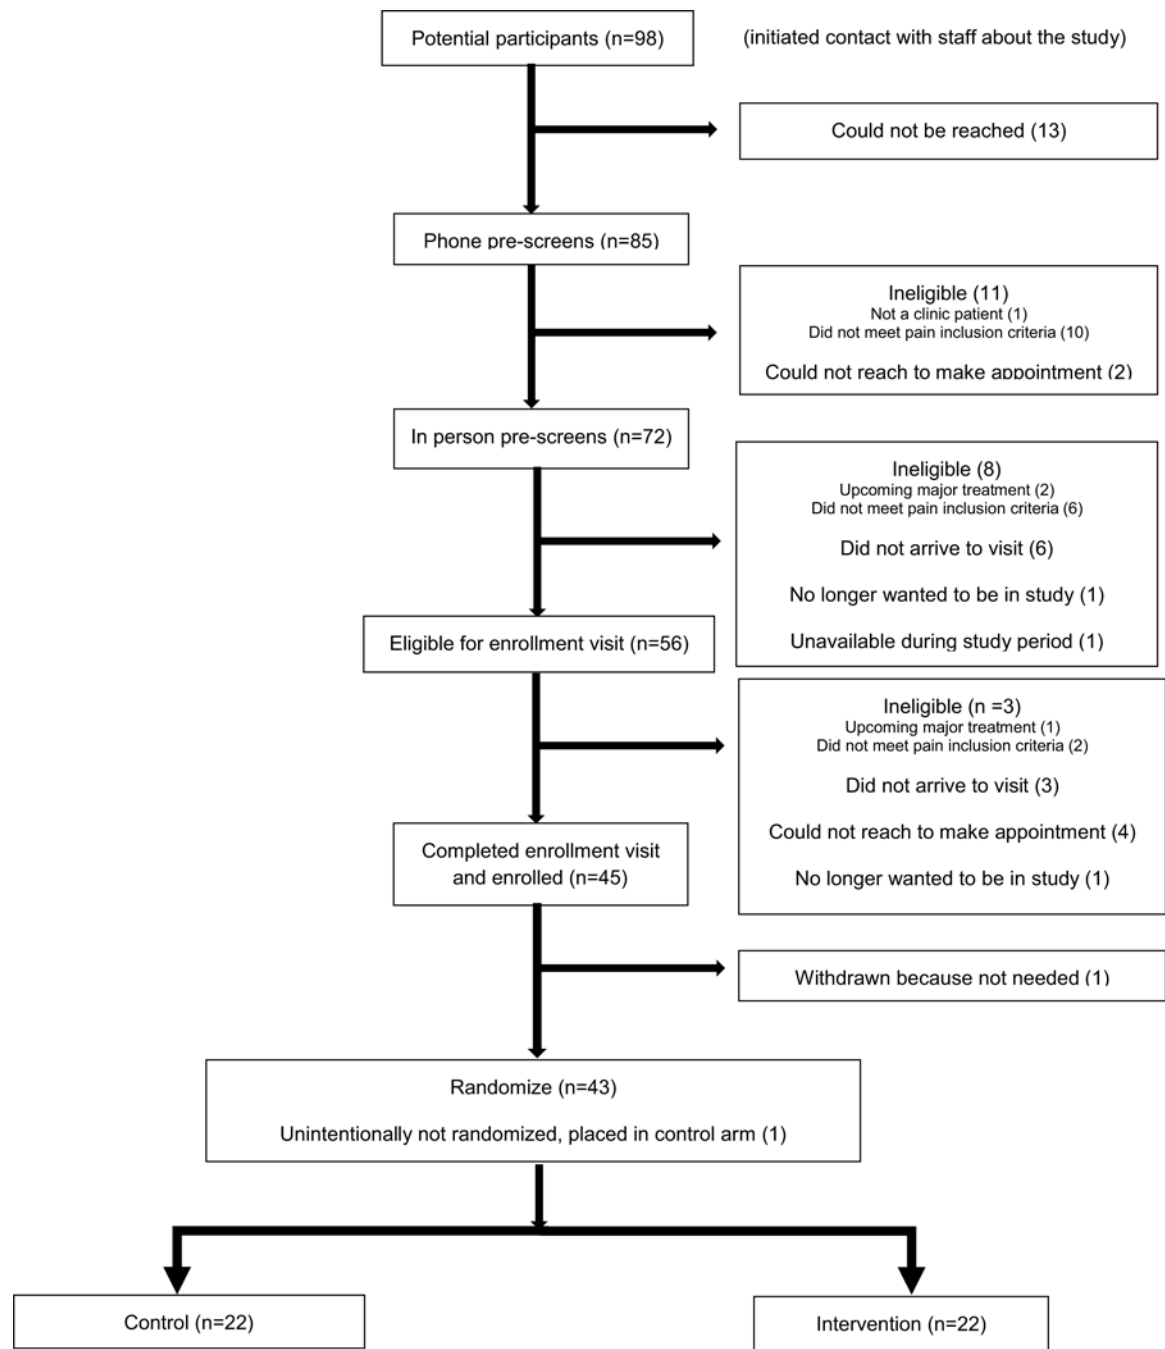 Potential participants (n=98)
(initiated contact with staff about the study)
Could not be reached (13)
Phone pre-screens (n=85)
Ineligible (11)
Not a clinic patient (1)
Did not meet pain inclusion criteria (10)
Could not reach to make appointment (2)
In person pre-screens (n=72)
Ineligible (8)
Upcoming major treatment (2)
Did not meet pain inclusion criteria (6)
Did not arrive to visit (6)
No longer wanted to be in study (1)
Unavailable during study period (1)
Eligible for enrollment visit (n=56)
Ineligible (n =3)
Upcoming major treatment (1)
Did not meet pain inclusion criteria (2)
Did not arrive to visit (3)
Could not reach to make appointment (4)
No longer wanted to be in study (1)
Completed enrollment visit
and enrolled (n=45)
Withdrawn because not needed (1)
Randomize (n=43)
Unintentionally not randomized, placed in control arm (1)
Control (n=22)
Intervention (n=22)